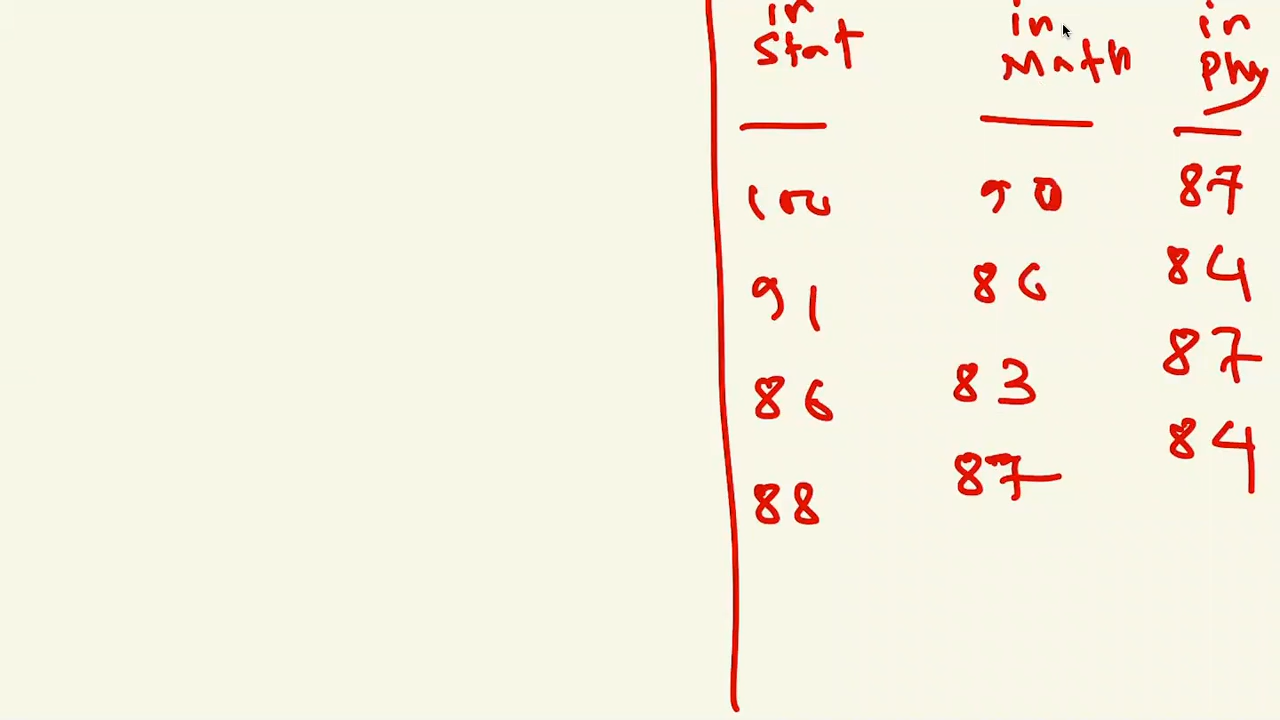 in in in
Stat Math Phy
100 90 87
91 86 84
86 83 87
88 87 84